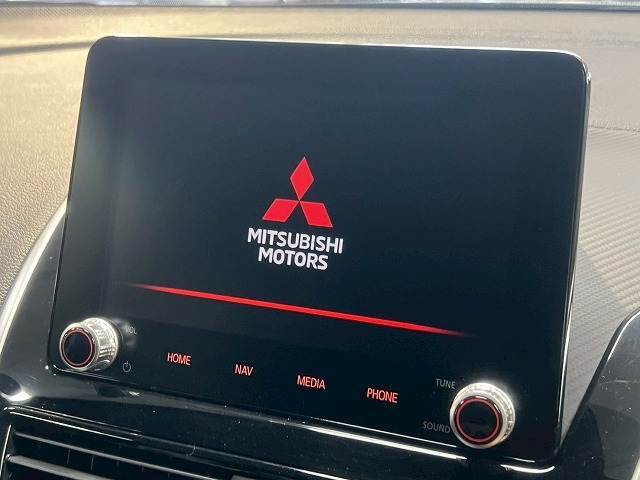 MITSUBISHI
MOTORS
VOL
HOME
NAV
MEDIA
PHONE
TUNE
SOUND